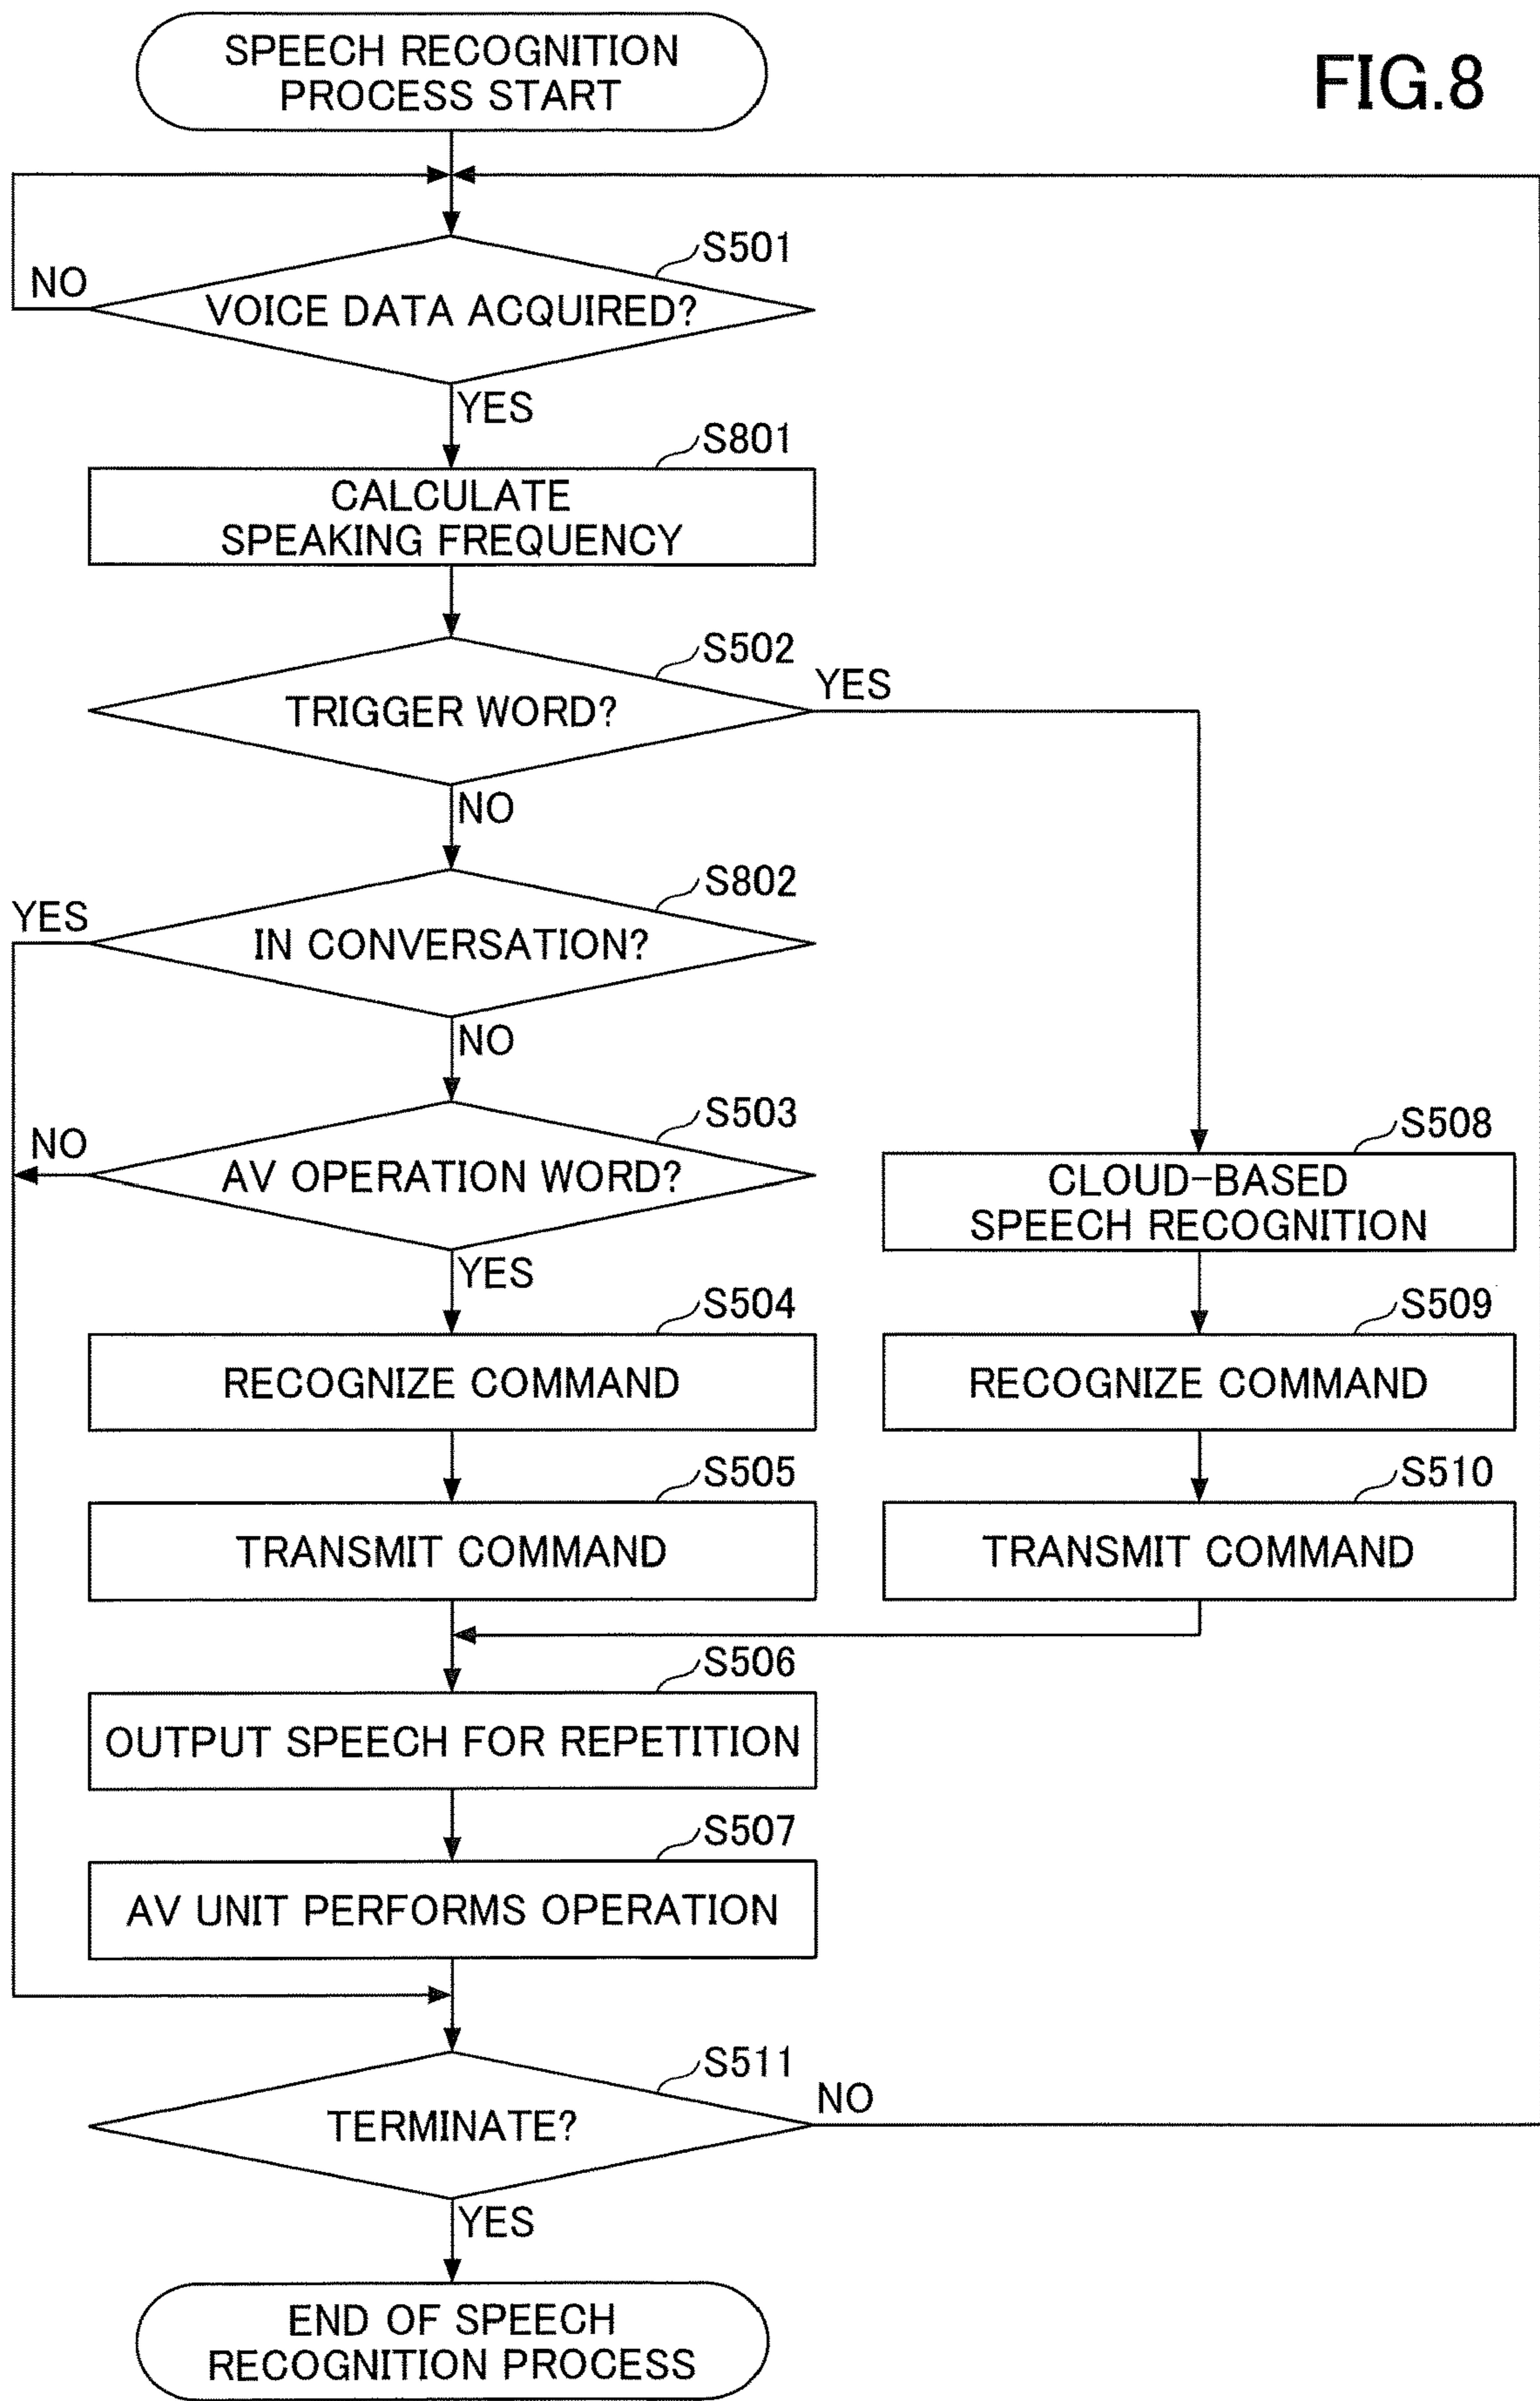 FIG.8
SPEECH RECOGNITION
PROCESS START
S501
NO
VOICE DATA ACQUIRED?
YES
S801
CALCULATE
SPEAKING FREQUENCY
S502
YES
TRIGGER WORD?
NO
S802
YES
IN CONVERSATION?
NO
S503
NO
AV OPERATION WORD?
YES
S508
CLOUD-BASED
SPEECH RECOGNITION
S504
RECOGNIZE COMMAND
S509
RECOGNIZE COMMAND
S505
TRANSMIT COMMAND
S510
TRANSMIT COMMAND
S506
OUTPUT SPEECH FOR REPETITION
S507
AV UNIT PERFORMS OPERATION
S511
NO
TERMINATE?
YES
END OF SPEECH
RECOGNITION PROCESS